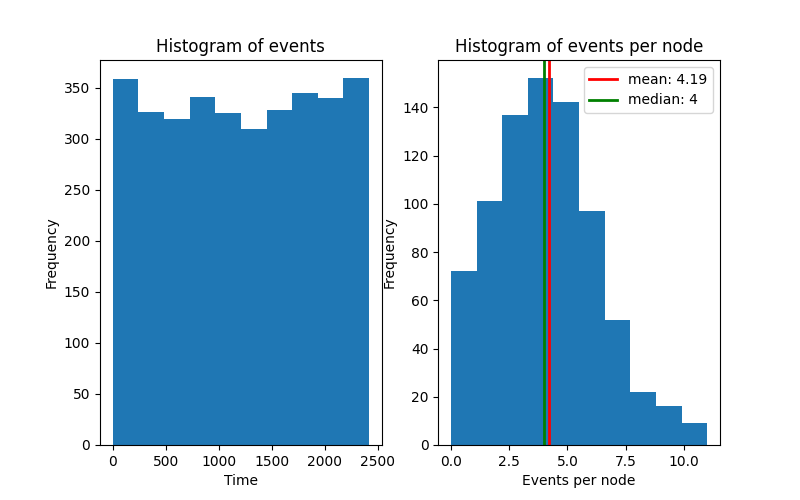 Histogram of events
350
300
250
200
150
100
50
0
Frequency
0 500 1000 1500 2000 2500
Time
Histogram of events per node
mean: 4.19
median: 4
140
120
100
80
60
40
20
0
Frequency
0.0 2.5 5.0 7.5 10.0
Events per node